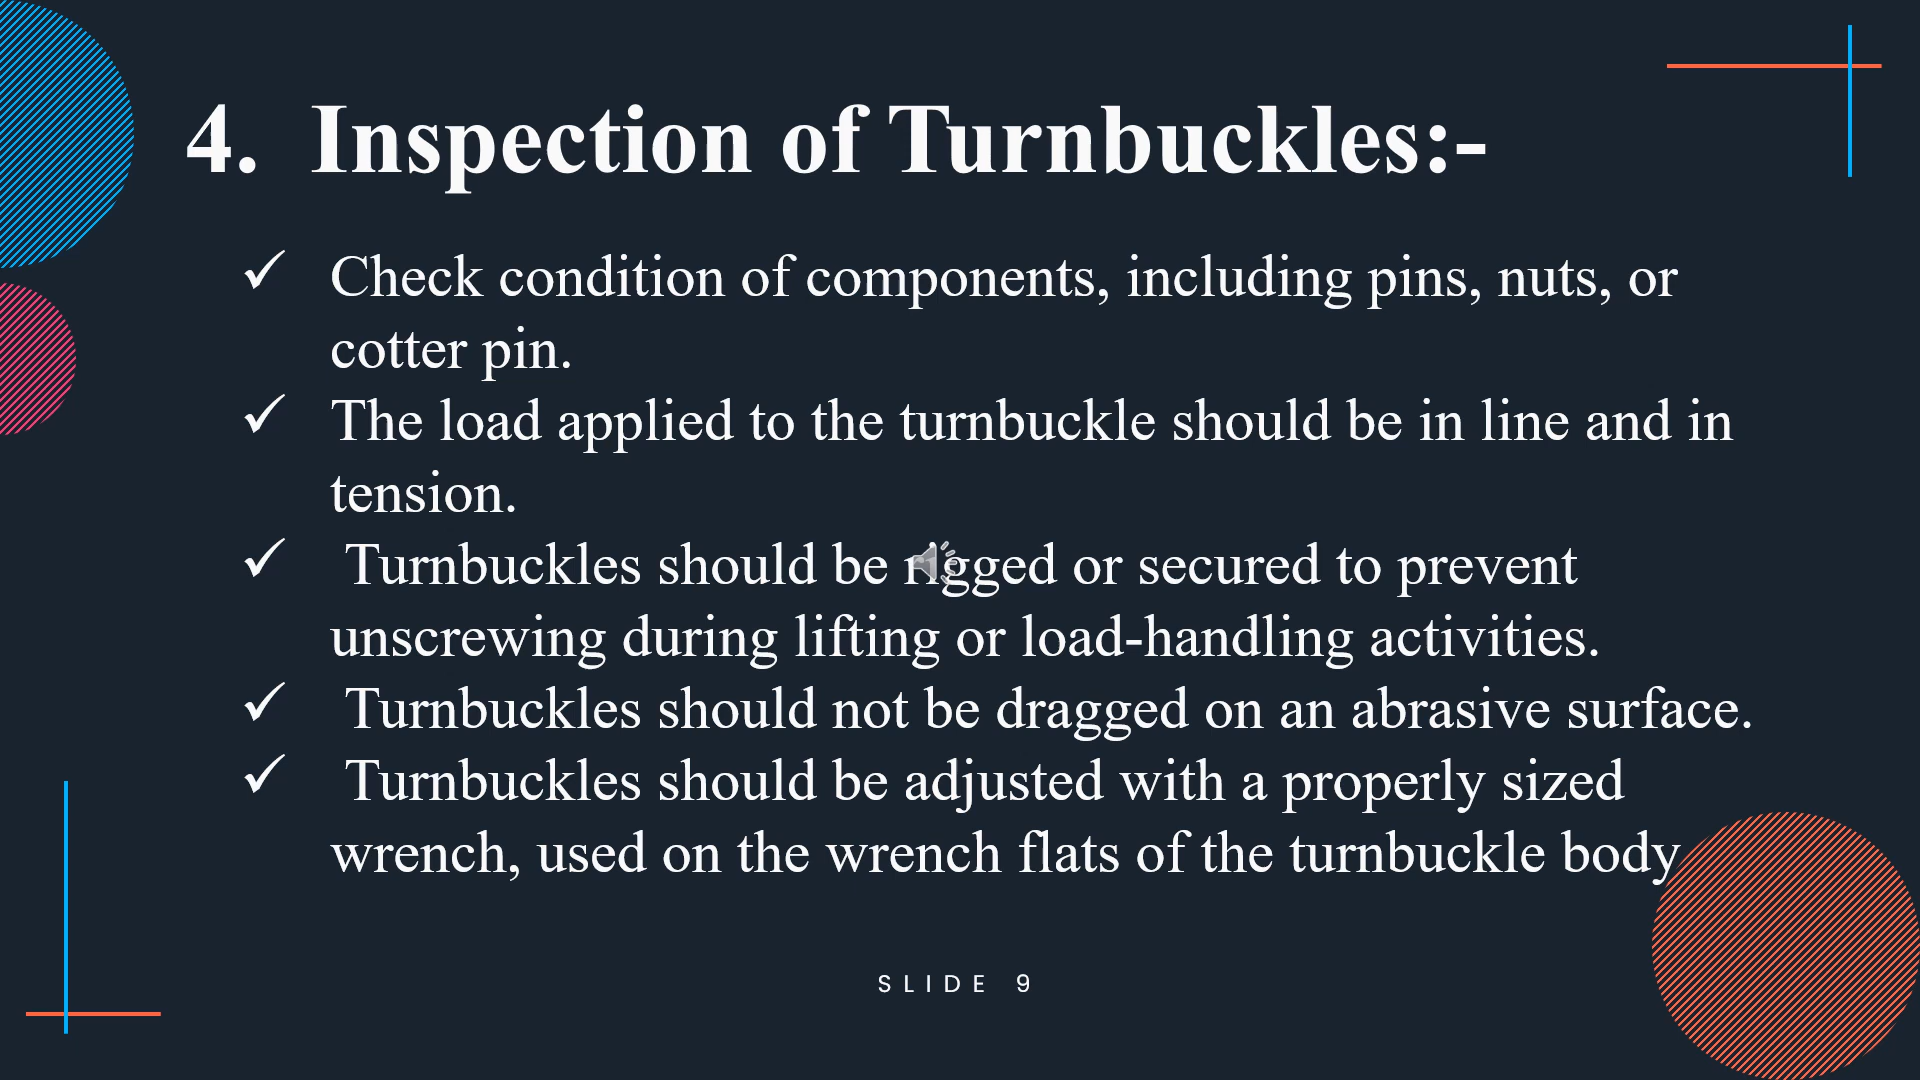 4. Inspection of Turnbuckles:-
✓ Check condition of components, including pins, nuts, or
cotter pin.
✓ The load applied to the turnbuckle should be in line and in
tension.
✓ Turnbuckles should be rigged or secured to prevent
unscrewing during lifting or load-handling activities.
✓ Turnbuckles should not be dragged on an abrasive surface.
✓ Turnbuckles should be adjusted with a properly sized
wrench, used on the wrench flats of the turnbuckle body
SLIDE 9